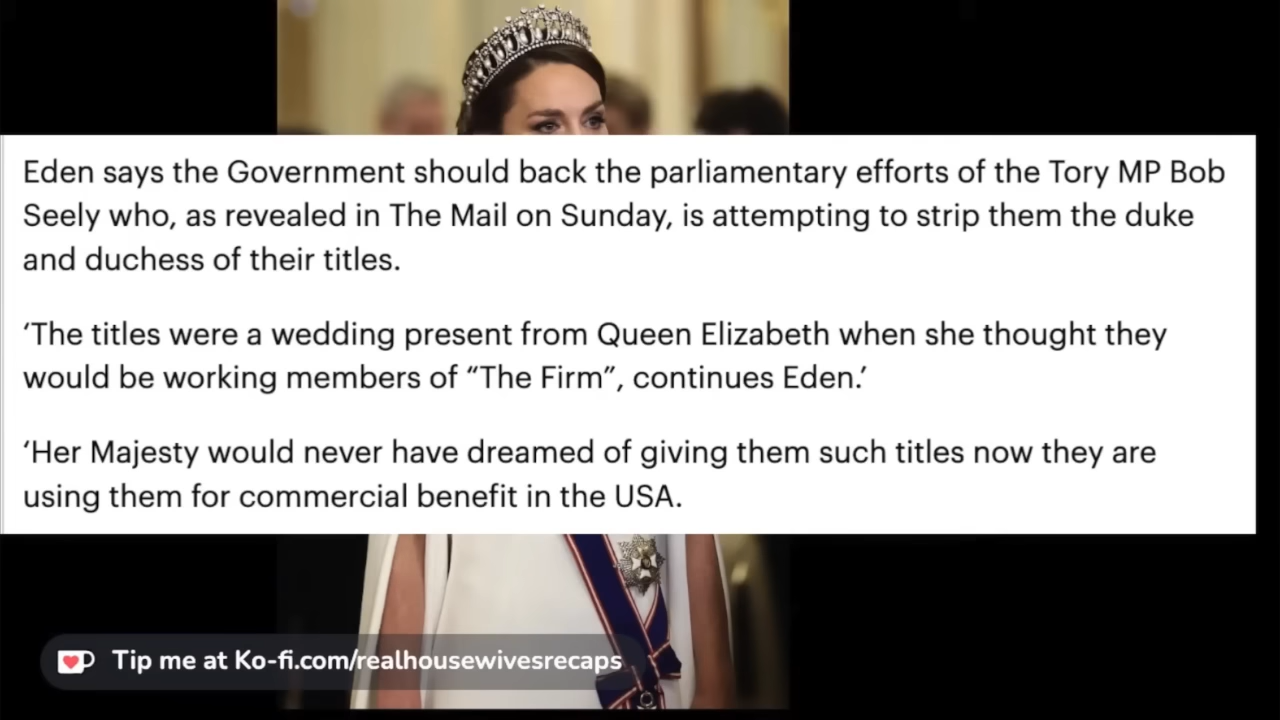 Eden says the Government should back the parliamentary efforts of the Tory MP Bob
Seely who, as revealed in The Mail on Sunday, is attempting to strip them the duke
and duchess of their titles.
‘The titles were a wedding present from Queen Elizabeth when she thought they
would be working members of “The Firm”, continues Eden.’
‘Her Majesty would never have dreamed of giving them such titles now they are
using them for commercial benefit in the USA.
Tip me at Ko-fi.com/realhousewivesrecaps